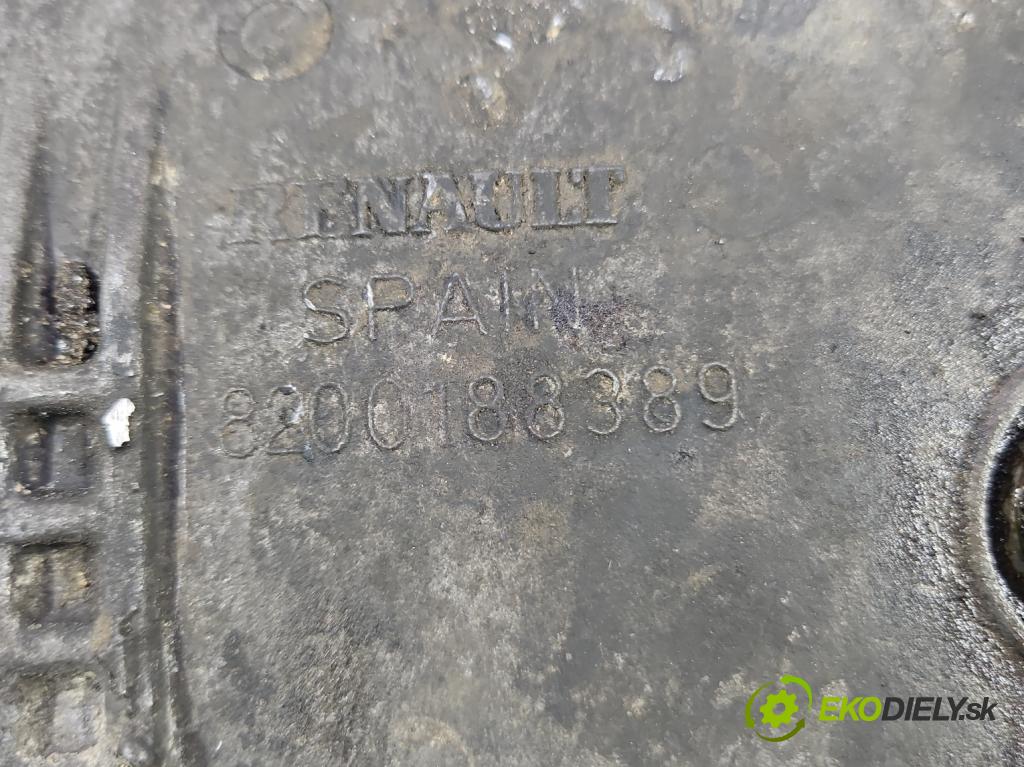 RENAULT
SPAIN
8200188389
EKODIELY.sk